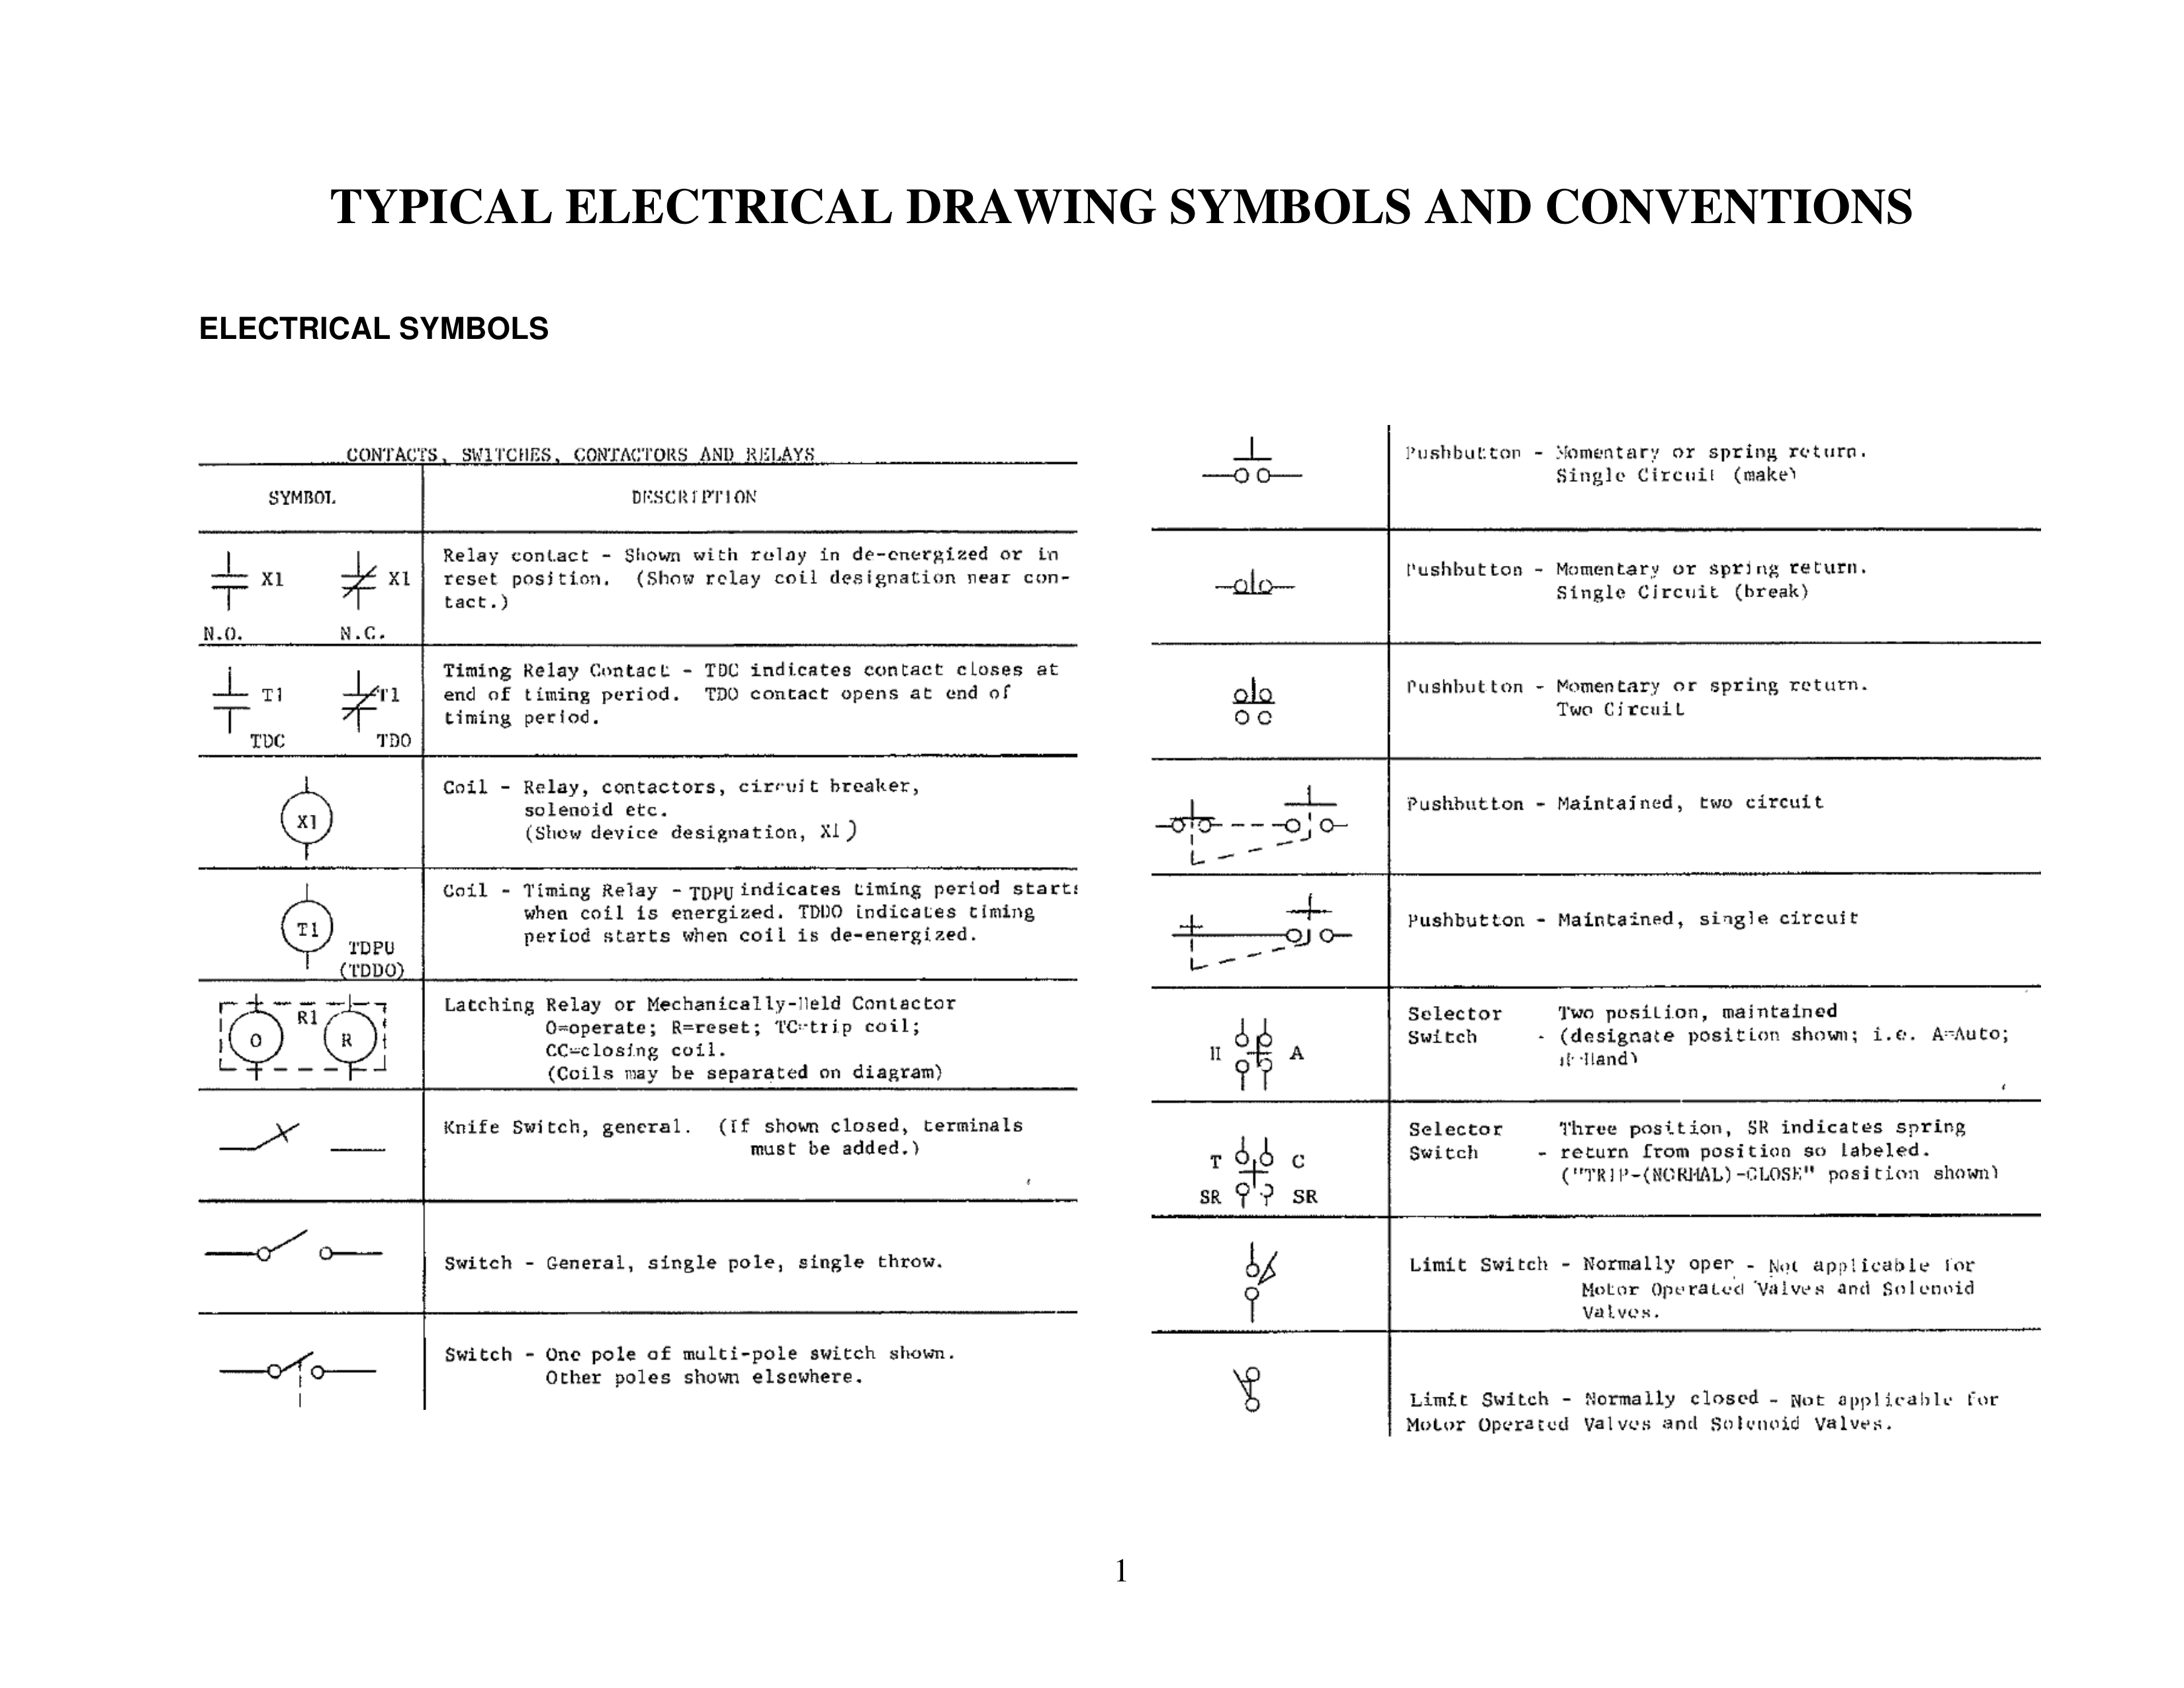 TYPICAL ELECTRICAL DRAWING SYMBOLS AND CONVENTIONS
ELECTRICAL SYMBOLS
CONTACTS, SWITCHES, CONTACTORS AND RELAYS
SYMBOL DESCRIPTION
X1 X1
N.O. N.C.
Relay contact - Shown with relay in de-energized or in
reset position. (Show relay coil designation near con-
tact.)
T1 T1
TDC TDO
Timing Relay Contact - TDC indicates contact closes at
end of timing period. TDO contact opens at end of
timing period.
X1
Coil - Relay, contactors, circuit breaker,
solenoid etc.
(Show device designation, X1)
T1
TDPU
(TDDO)
Coil - Timing Relay - TDPU indicates timing period starts
when coil is energized. TDDO indicates timing
period starts when coil is de-energized.
O R1 R
Latching Relay or Mechanically-Held Contactor
O=operate; R=reset; TC=trip coil;
CC=closing coil.
(Coils may be separated on diagram)
Knife Switch, general. (If shown closed, terminals
must be added.)
Switch - General, single pole, single throw.
Switch - One pole of multi-pole switch shown.
Other poles shown elsewhere.
Pushbutton - Momentary or spring return.
Single Circuit (make)
Pushbutton - Momentary or spring return.
Single Circuit (break)
Pushbutton - Momentary or spring return.
Two Circuit
Pushbutton - Maintained, two circuit
Pushbutton - Maintained, single circuit
H A
Selector Two position, maintained
Switch - (designate position shown; i.e. A=Auto;
H=Hand)
T C
SR SR
Selector Three position, SR indicates spring
Switch - return from position so labeled.
("TRIP-(NORMAL)-CLOSE" position shown)
Limit Switch - Normally oper - Not applicable for
Motor Operated Valves and Solenoid
Valves.
Limit Switch - Normally closed - Not applicable for
Motor Operated Valves and Solenoid Valves.
1